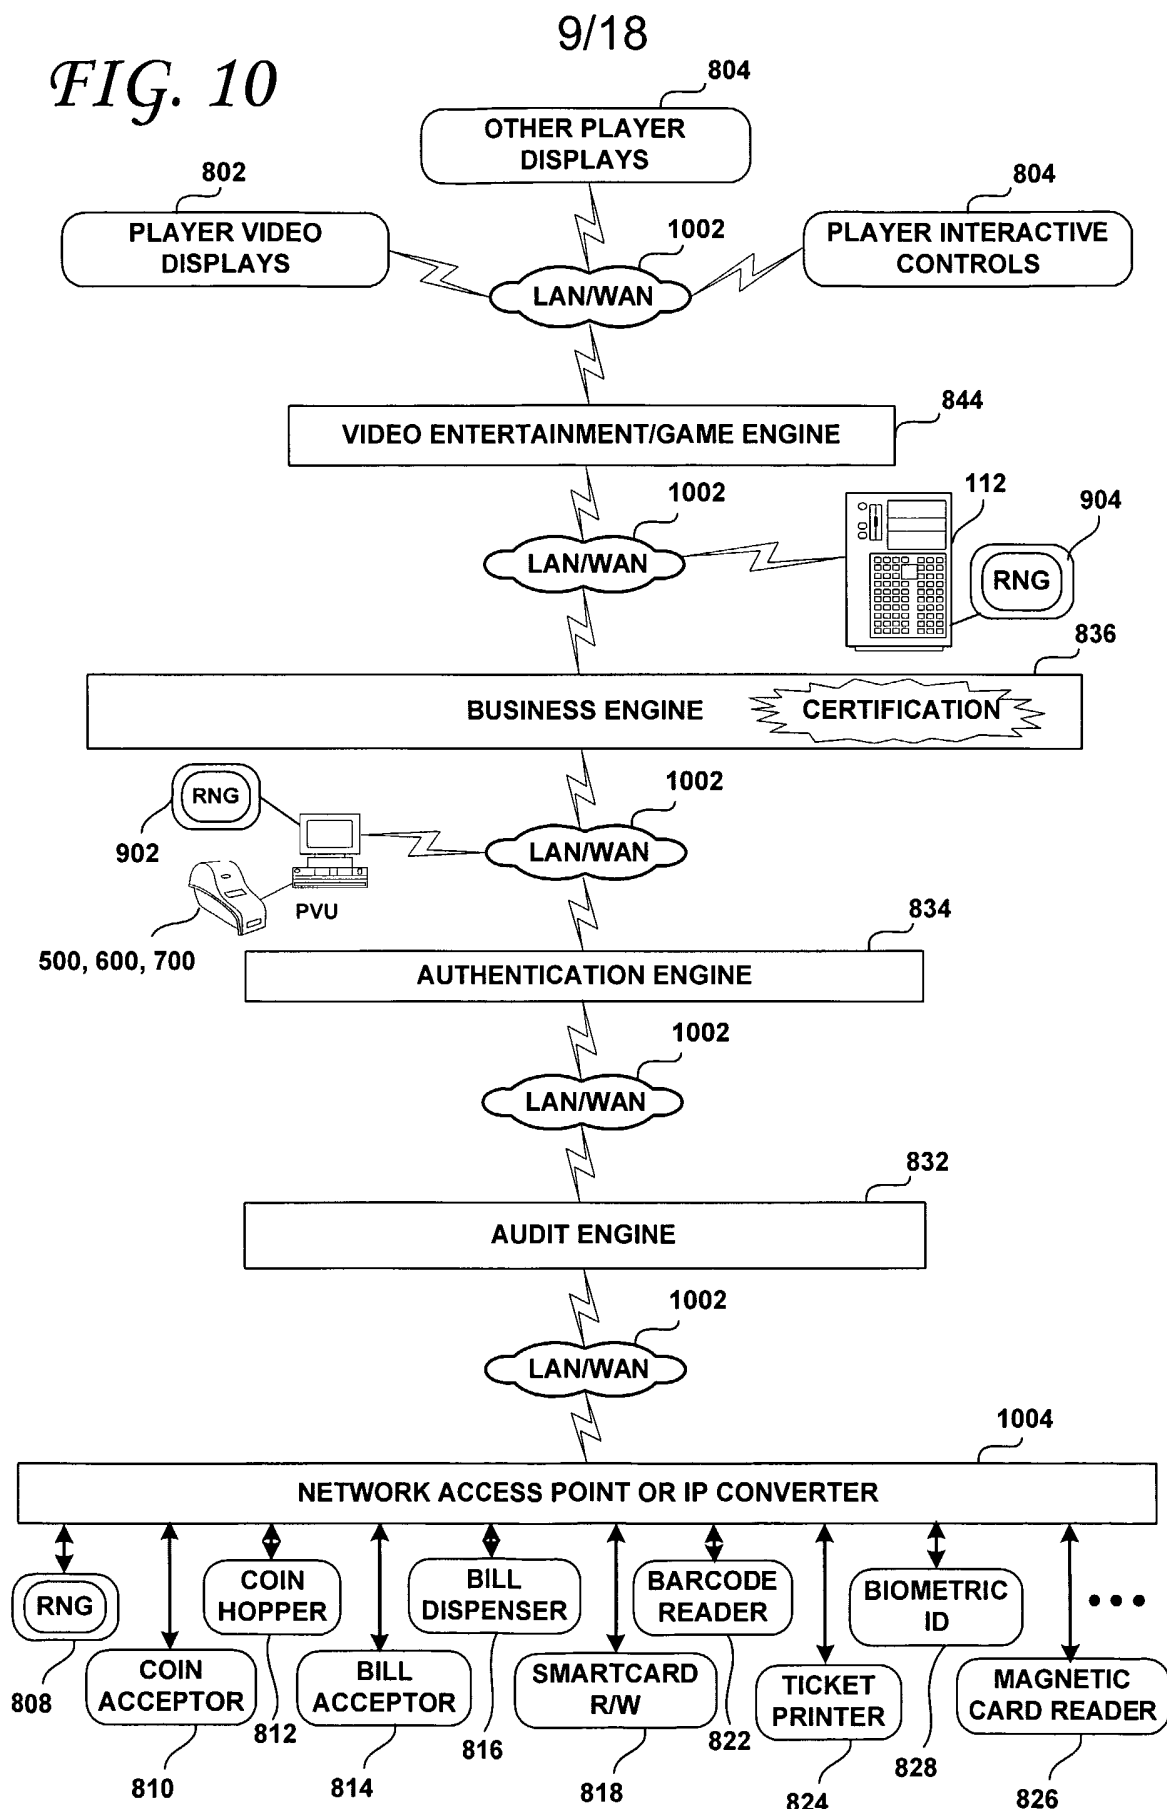 9/18
FIG. 10
804
OTHER PLAYER
DISPLAYS
802
PLAYER VIDEO
DISPLAYS
1002
LAN/WAN
804
PLAYER INTERACTIVE
CONTROLS
844
VIDEO ENTERTAINMENT/GAME ENGINE
1002
LAN/WAN
112
904
RNG
836
BUSINESS ENGINE
CERTIFICATION
RNG
902
1002
LAN/WAN
PVU
500, 600, 700
834
AUTHENTICATION ENGINE
1002
LAN/WAN
832
AUDIT ENGINE
1002
LAN/WAN
1004
NETWORK ACCESS POINT OR IP CONVERTER
RNG
808
COIN
ACCEPTOR
810
COIN
HOPPER
812
BILL
ACCEPTOR
814
BILL
DISPENSER
816
SMARTCARD
R/W
818
BARCODE
READER
822
TICKET
PRINTER
824
BIOMETRIC
ID
828
MAGNETIC
CARD READER
826